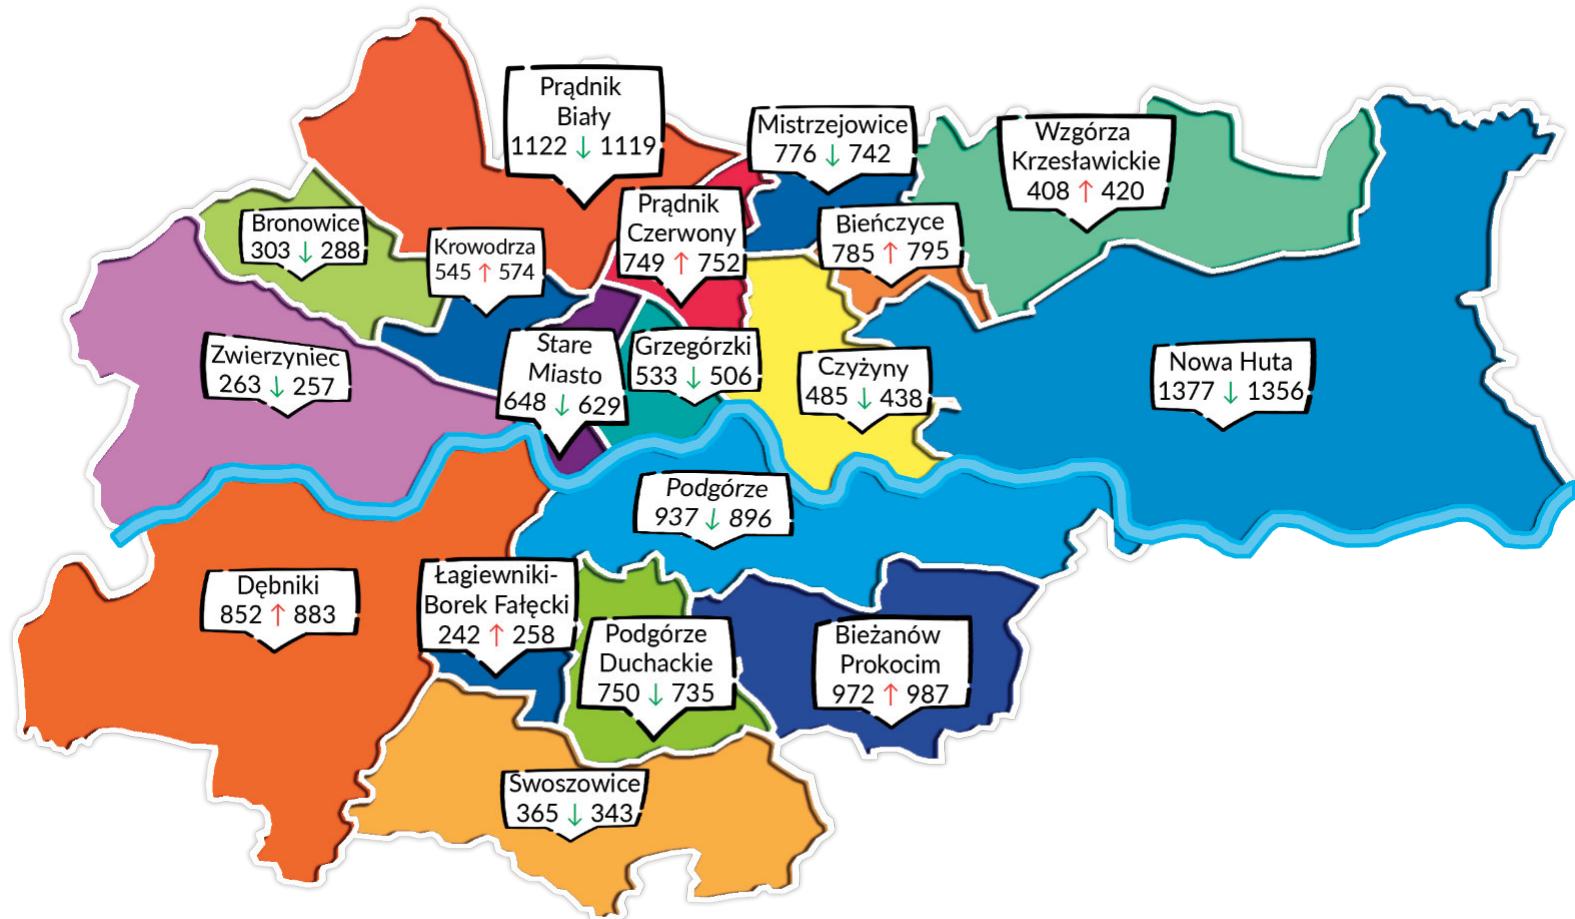 Prądnik
Biały
1122 ↓ 1119
Mistrzejowice
776 ↓ 742
Wzgórza
Krzesławickie
408 ↑ 420
Bronowice
303 ↓ 288
Krowodrza
545 ↑ 574
Prądnik
Czerwony
749 ↑ 752
Bieńczyce
785 ↑ 795
Zwierzyniec
263 ↓ 257
Stare
Miasto
648 ↓ 629
Grzegórzki
533 ↓ 506
Czyżyny
485 ↓ 438
Nowa Huta
1377 ↓ 1356
Podgórze
937 ↓ 896
Dębniki
852 ↑ 883
Łagiewniki-
Borek Fałęcki
242 ↑ 258
Podgórze
Duchackie
750 ↓ 735
Bieżanów
Prokocim
972 ↑ 987
Swoszowice
365 ↓ 343